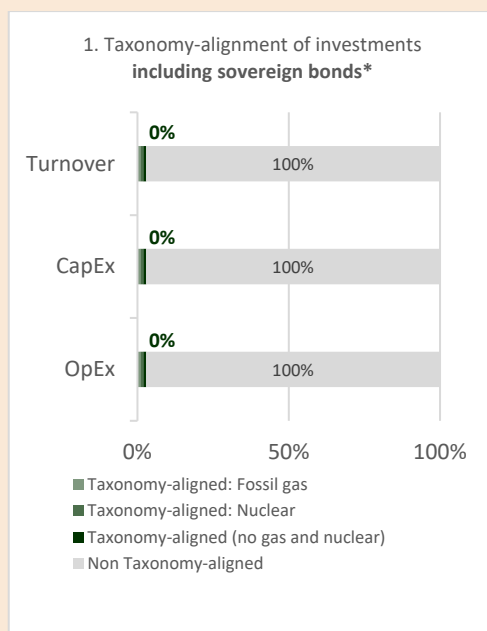 1. Taxonomy-alignment of investments
including sovereign bonds*
0%
Turnover
100%
0%
CapEx
100%
0%
OpEx
100%
0%
50%
100%
Taxonomy-aligned: Fossil gas
Taxonomy-aligned: Nuclear
Taxonomy-aligned (no gas and nuclear)
Non Taxonomy-aligned